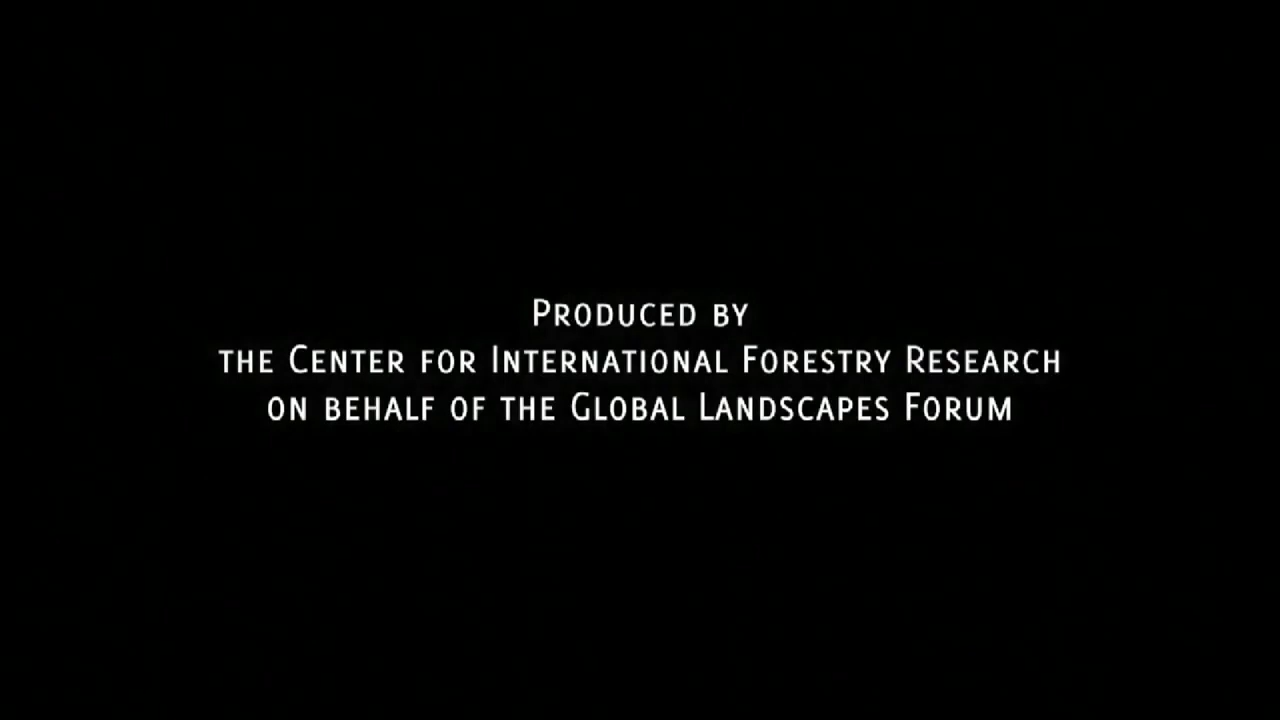 Produced by
the Center for International Forestry Research
on behalf of the Global Landscapes Forum